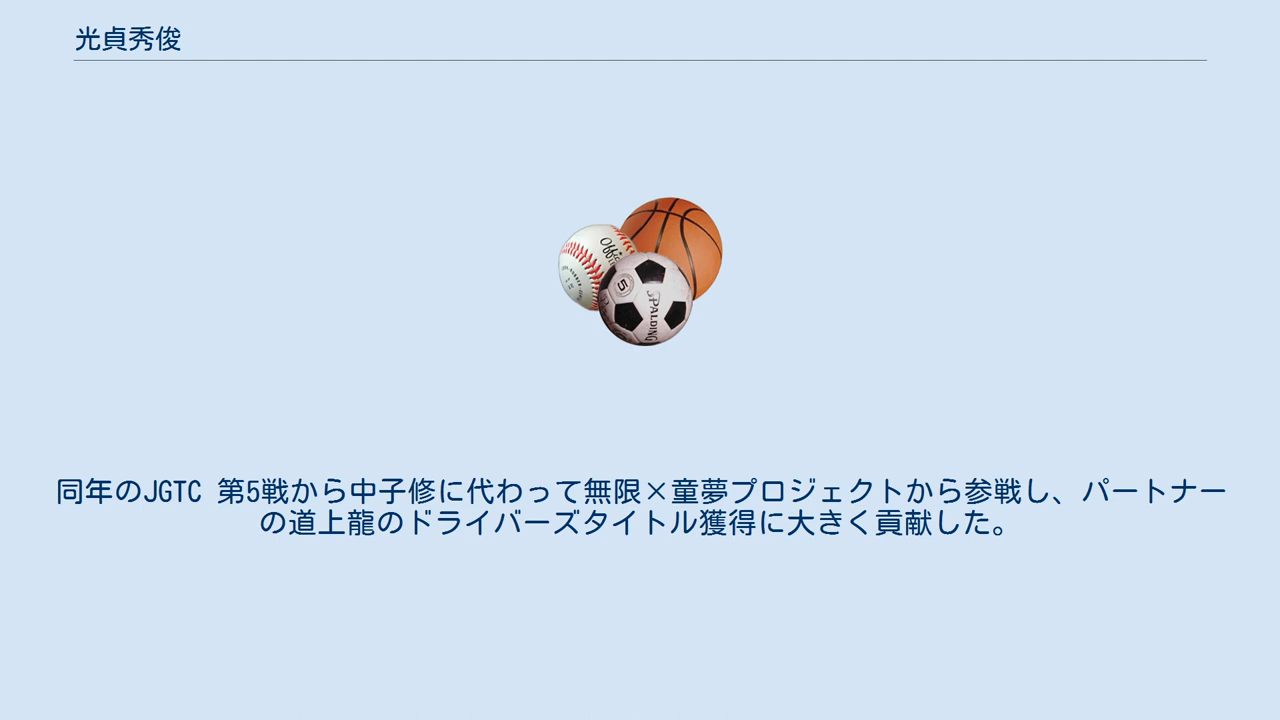 光貞秀俊
Offi
5
SPALDING
同年のJGTC 第5戦から中子修に代わって無限×童夢プロジェクトから参戦し、パートナー
の道上龍のドライバーズタイトル獲得に大きく貢献した。